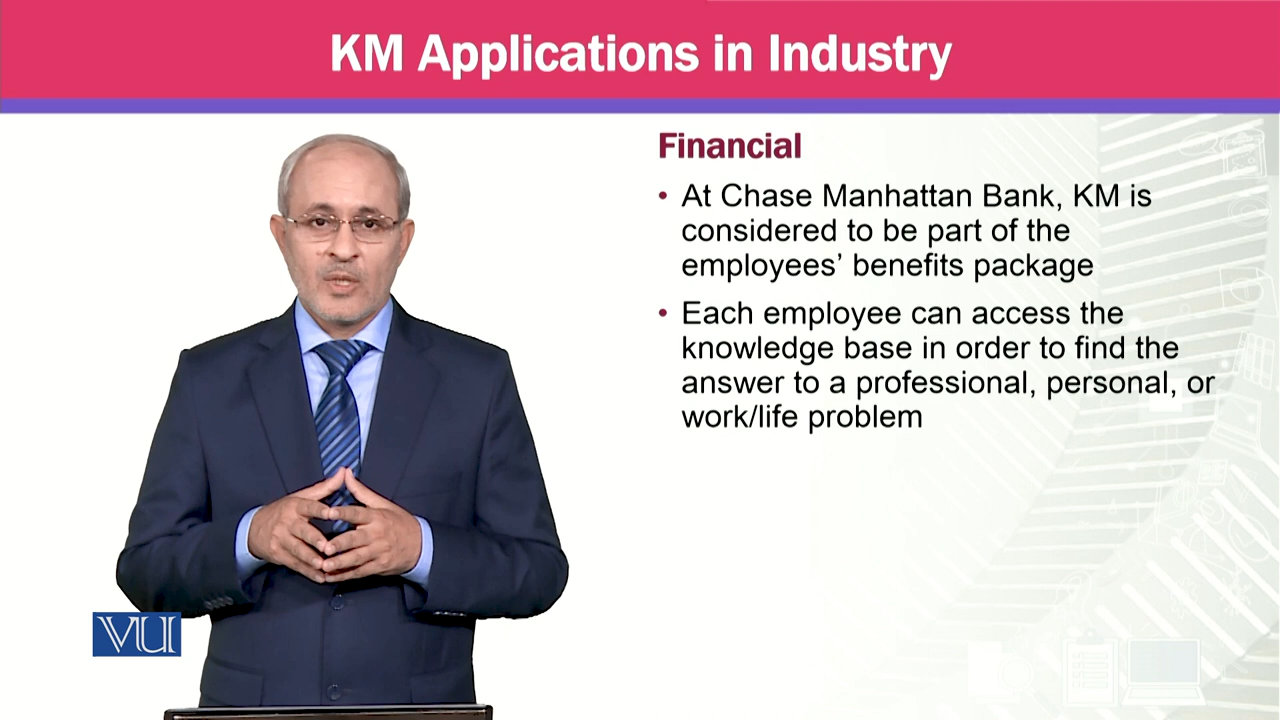 KM Applications in Industry
Financial
• At Chase Manhattan Bank, KM is
considered to be part of the
employees’ benefits package
• Each employee can access the
knowledge base in order to find the
answer to a professional, personal, or
work/life problem
VU